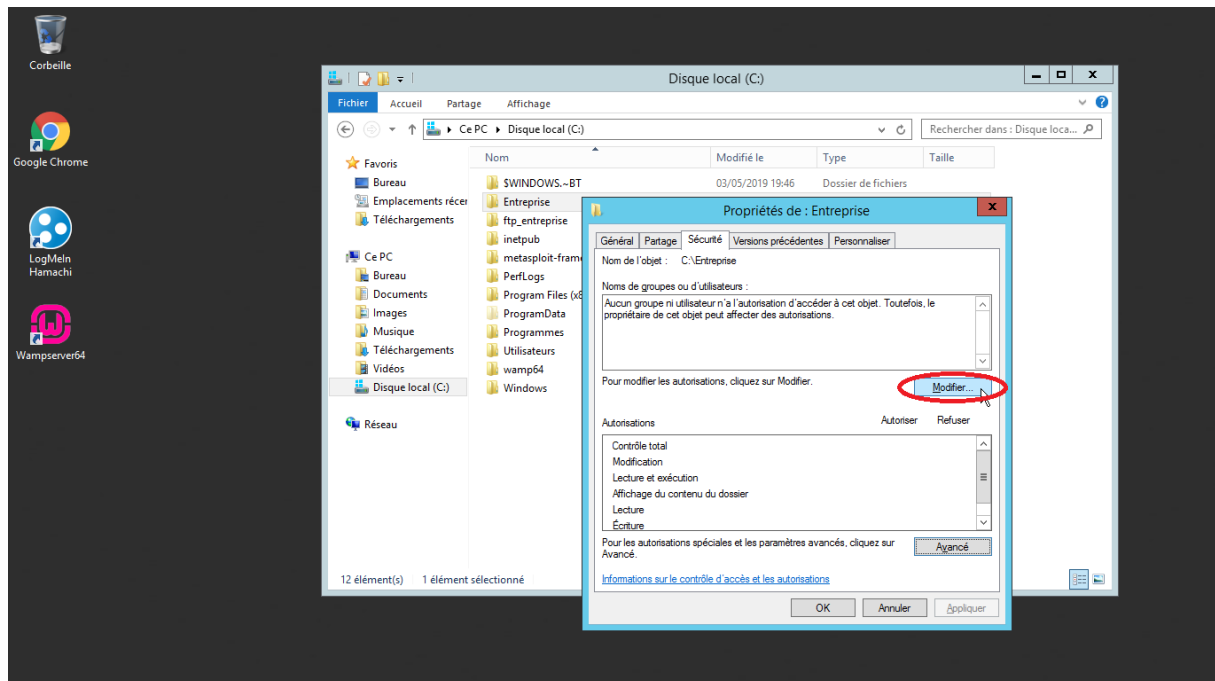 Corbeille
Google Chrome
LogMeIn
Hamachi
Wampserver64
Disque local (C:)
Fichier Accueil Partage Affichage
Ce PC Disque local (C:)
Rechercher dans : Disque loca...
Nom Modifié le Type Taille
Favoris
Bureau
Emplacements récer
Téléchargements
Ce PC
Bureau
Documents
Images
Musique
Téléchargements
Vidéos
Disque local (C:)
Réseau
$WINDOWS.~BT 03/05/2019 19:46 Dossier de fichiers
Entreprise
ftp_entreprise
inetpub
metasploit-frame
PerfLogs
Program Files (x8
ProgramData
Programmes
Utilisateurs
wamp64
Windows
12 élément(s) 1 élément sélectionné
Propriétés de : Entreprise
Général Partage Sécurité Versions précédentes Personnaliser
Nom de l'objet : C:\Entreprise
Noms de groupes ou d'utilisateurs :
Aucun groupe ni utilisateur n'a l'autorisation d'accéder à cet objet. Toutefois, le
propriétaire de cet objet peut affecter des autorisations.
Pour modifier les autorisations, cliquez sur Modifier.
Modifier...
Autorisations Autoriser Refuser
Contrôle total
Modification
Lecture et exécution
Affichage du contenu du dossier
Lecture
Écriture
Pour les autorisations spéciales et les paramètres avancés, cliquez sur
Avancé.
Avancé
Informations sur le contrôle d'accès et les autorisations
OK Annuler Appliquer